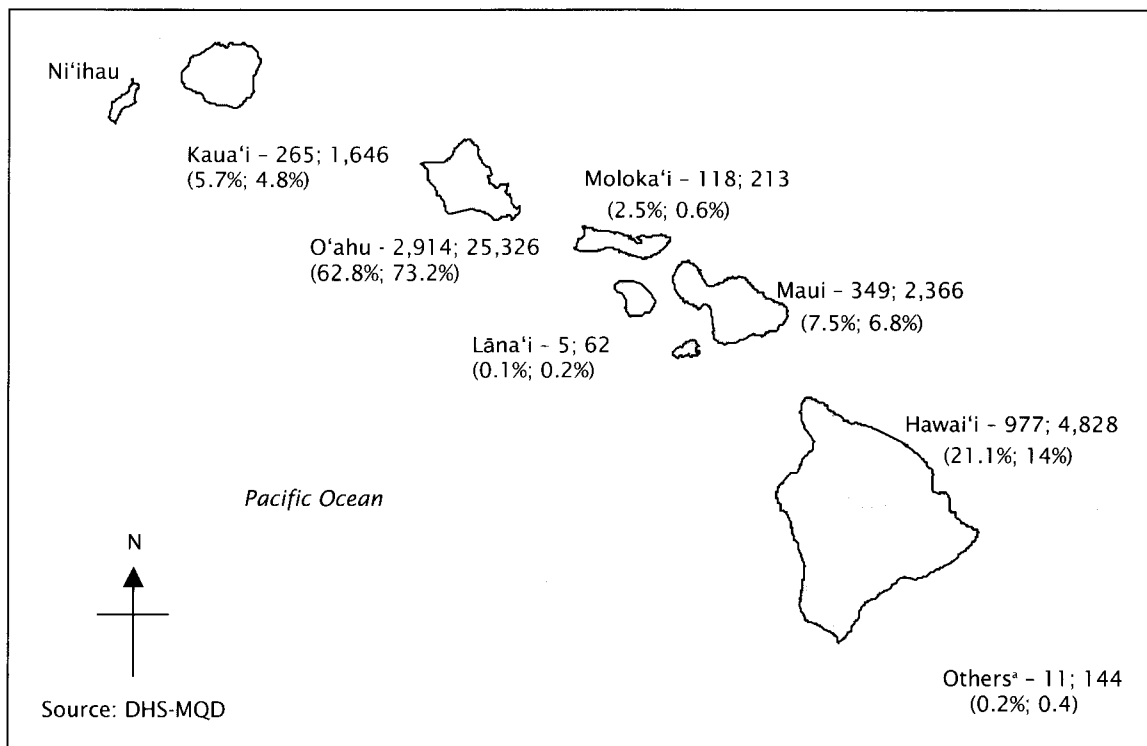 Ni‘ihau
Kaua‘i – 265; 1,646
(5.7%; 4.8%)
Moloka‘i – 118; 213
(2.5%; 0.6%)
O‘ahu - 2,914; 25,326
(62.8%; 73.2%)
Maui – 349; 2,366
(7.5%; 6.8%)
Lāna‘i – 5; 62
(0.1%; 0.2%)
Hawai‘i – 977; 4,828
(21.1%; 14%)
Pacific Ocean
N
Othersᵃ – 11; 144
(0.2%; 0.4)
Source: DHS-MQD